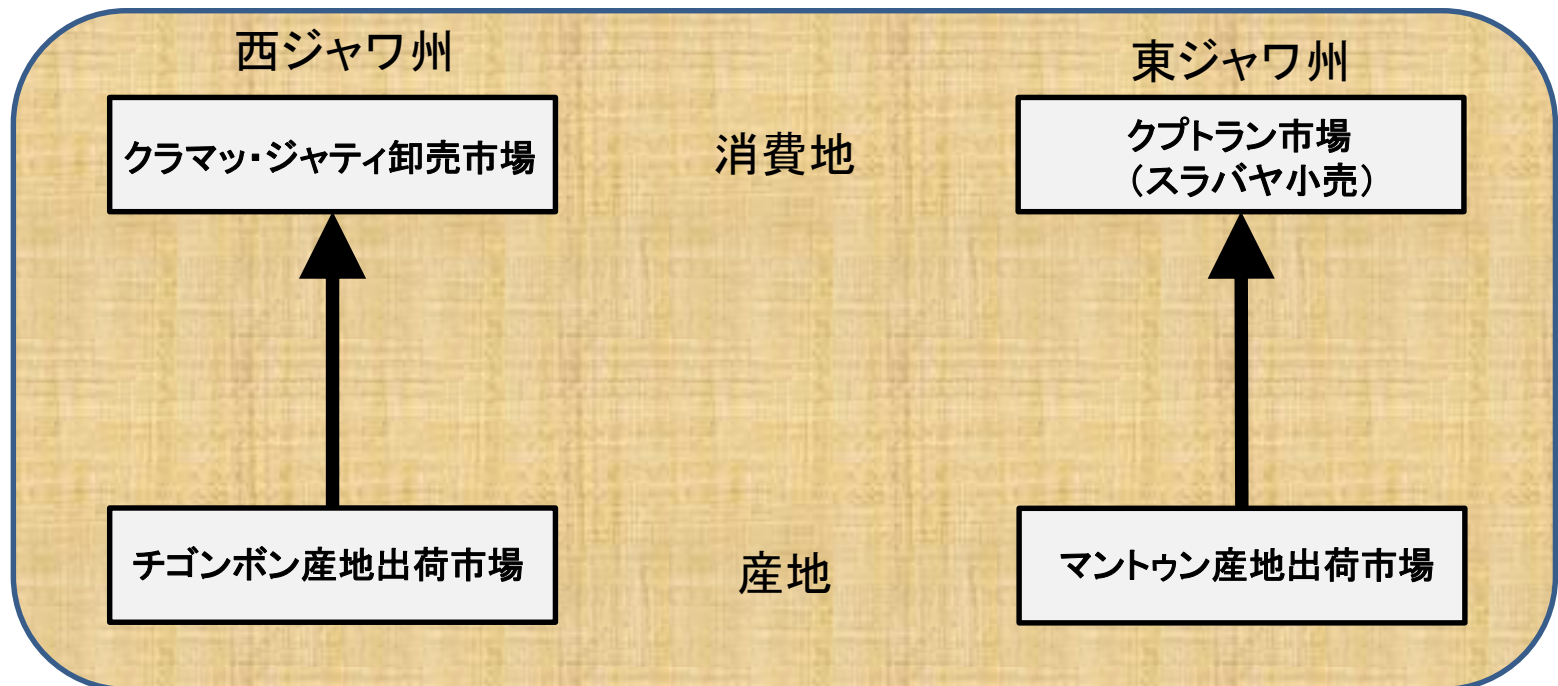 西ジャワ州
東ジャワ州
クラマッ・ジャティ卸売市場
消費地
クプトラン市場
（スラバヤ小売）
チゴンボン産地出荷市場
産地
マントゥン産地出荷市場